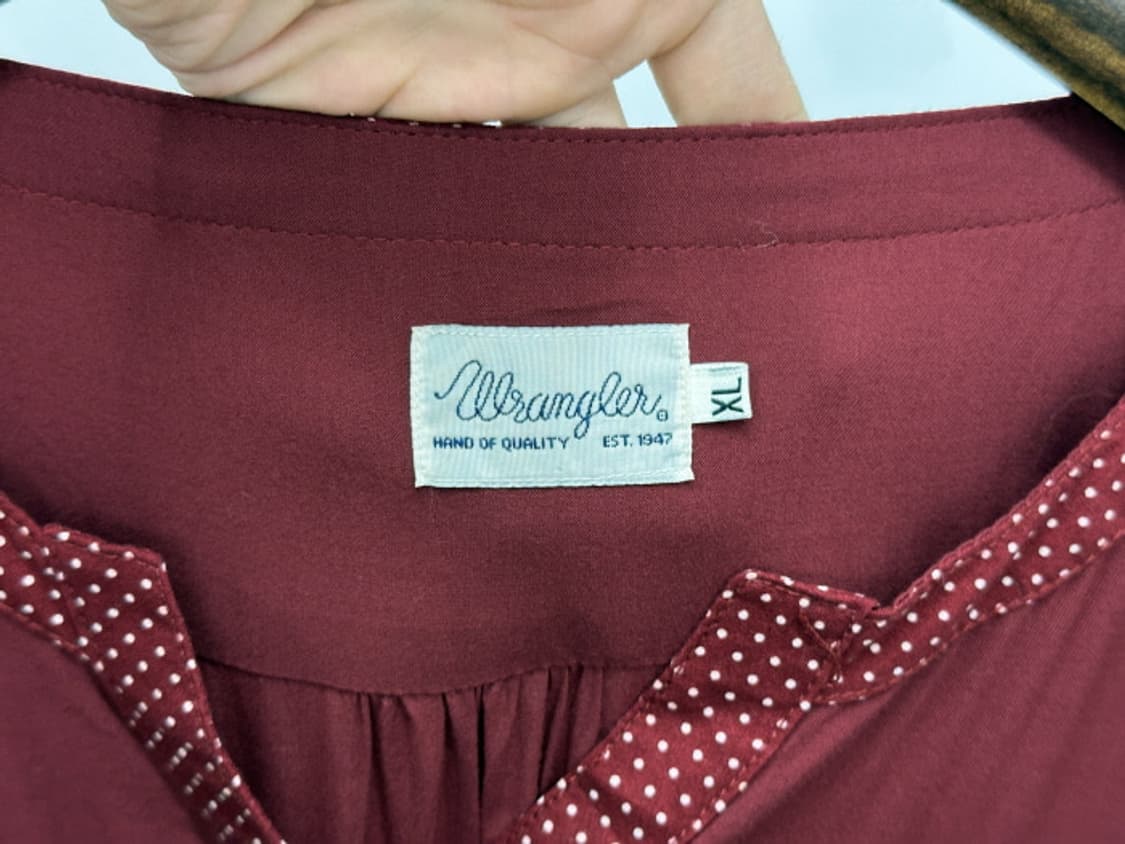 Wrangler®
HAND OF QUALITY EST. 1947
XL